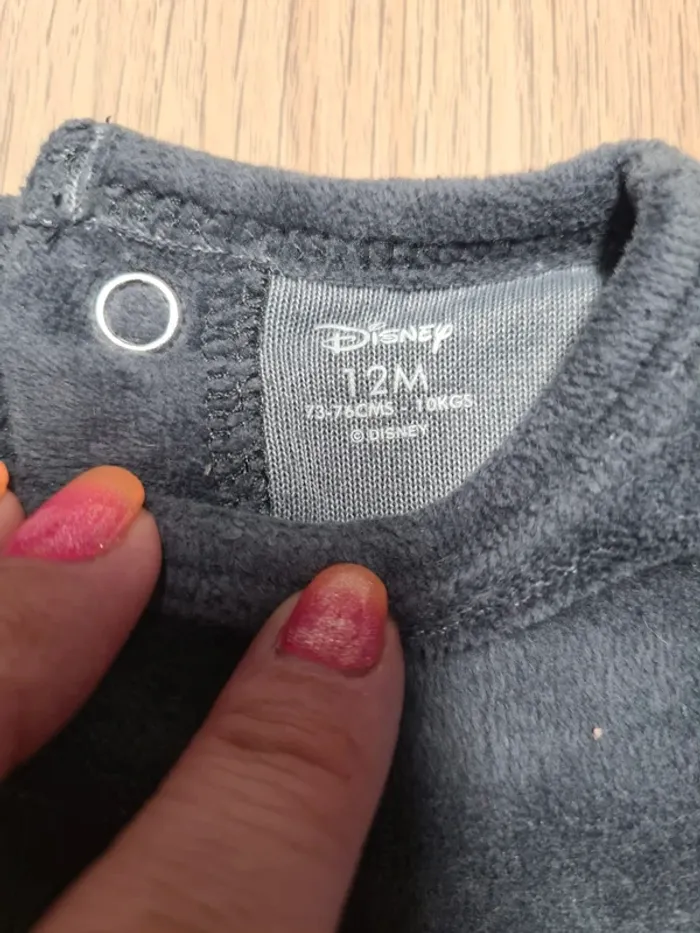 Disney
12M
73-76CMS - 10KGS
© DISNEY